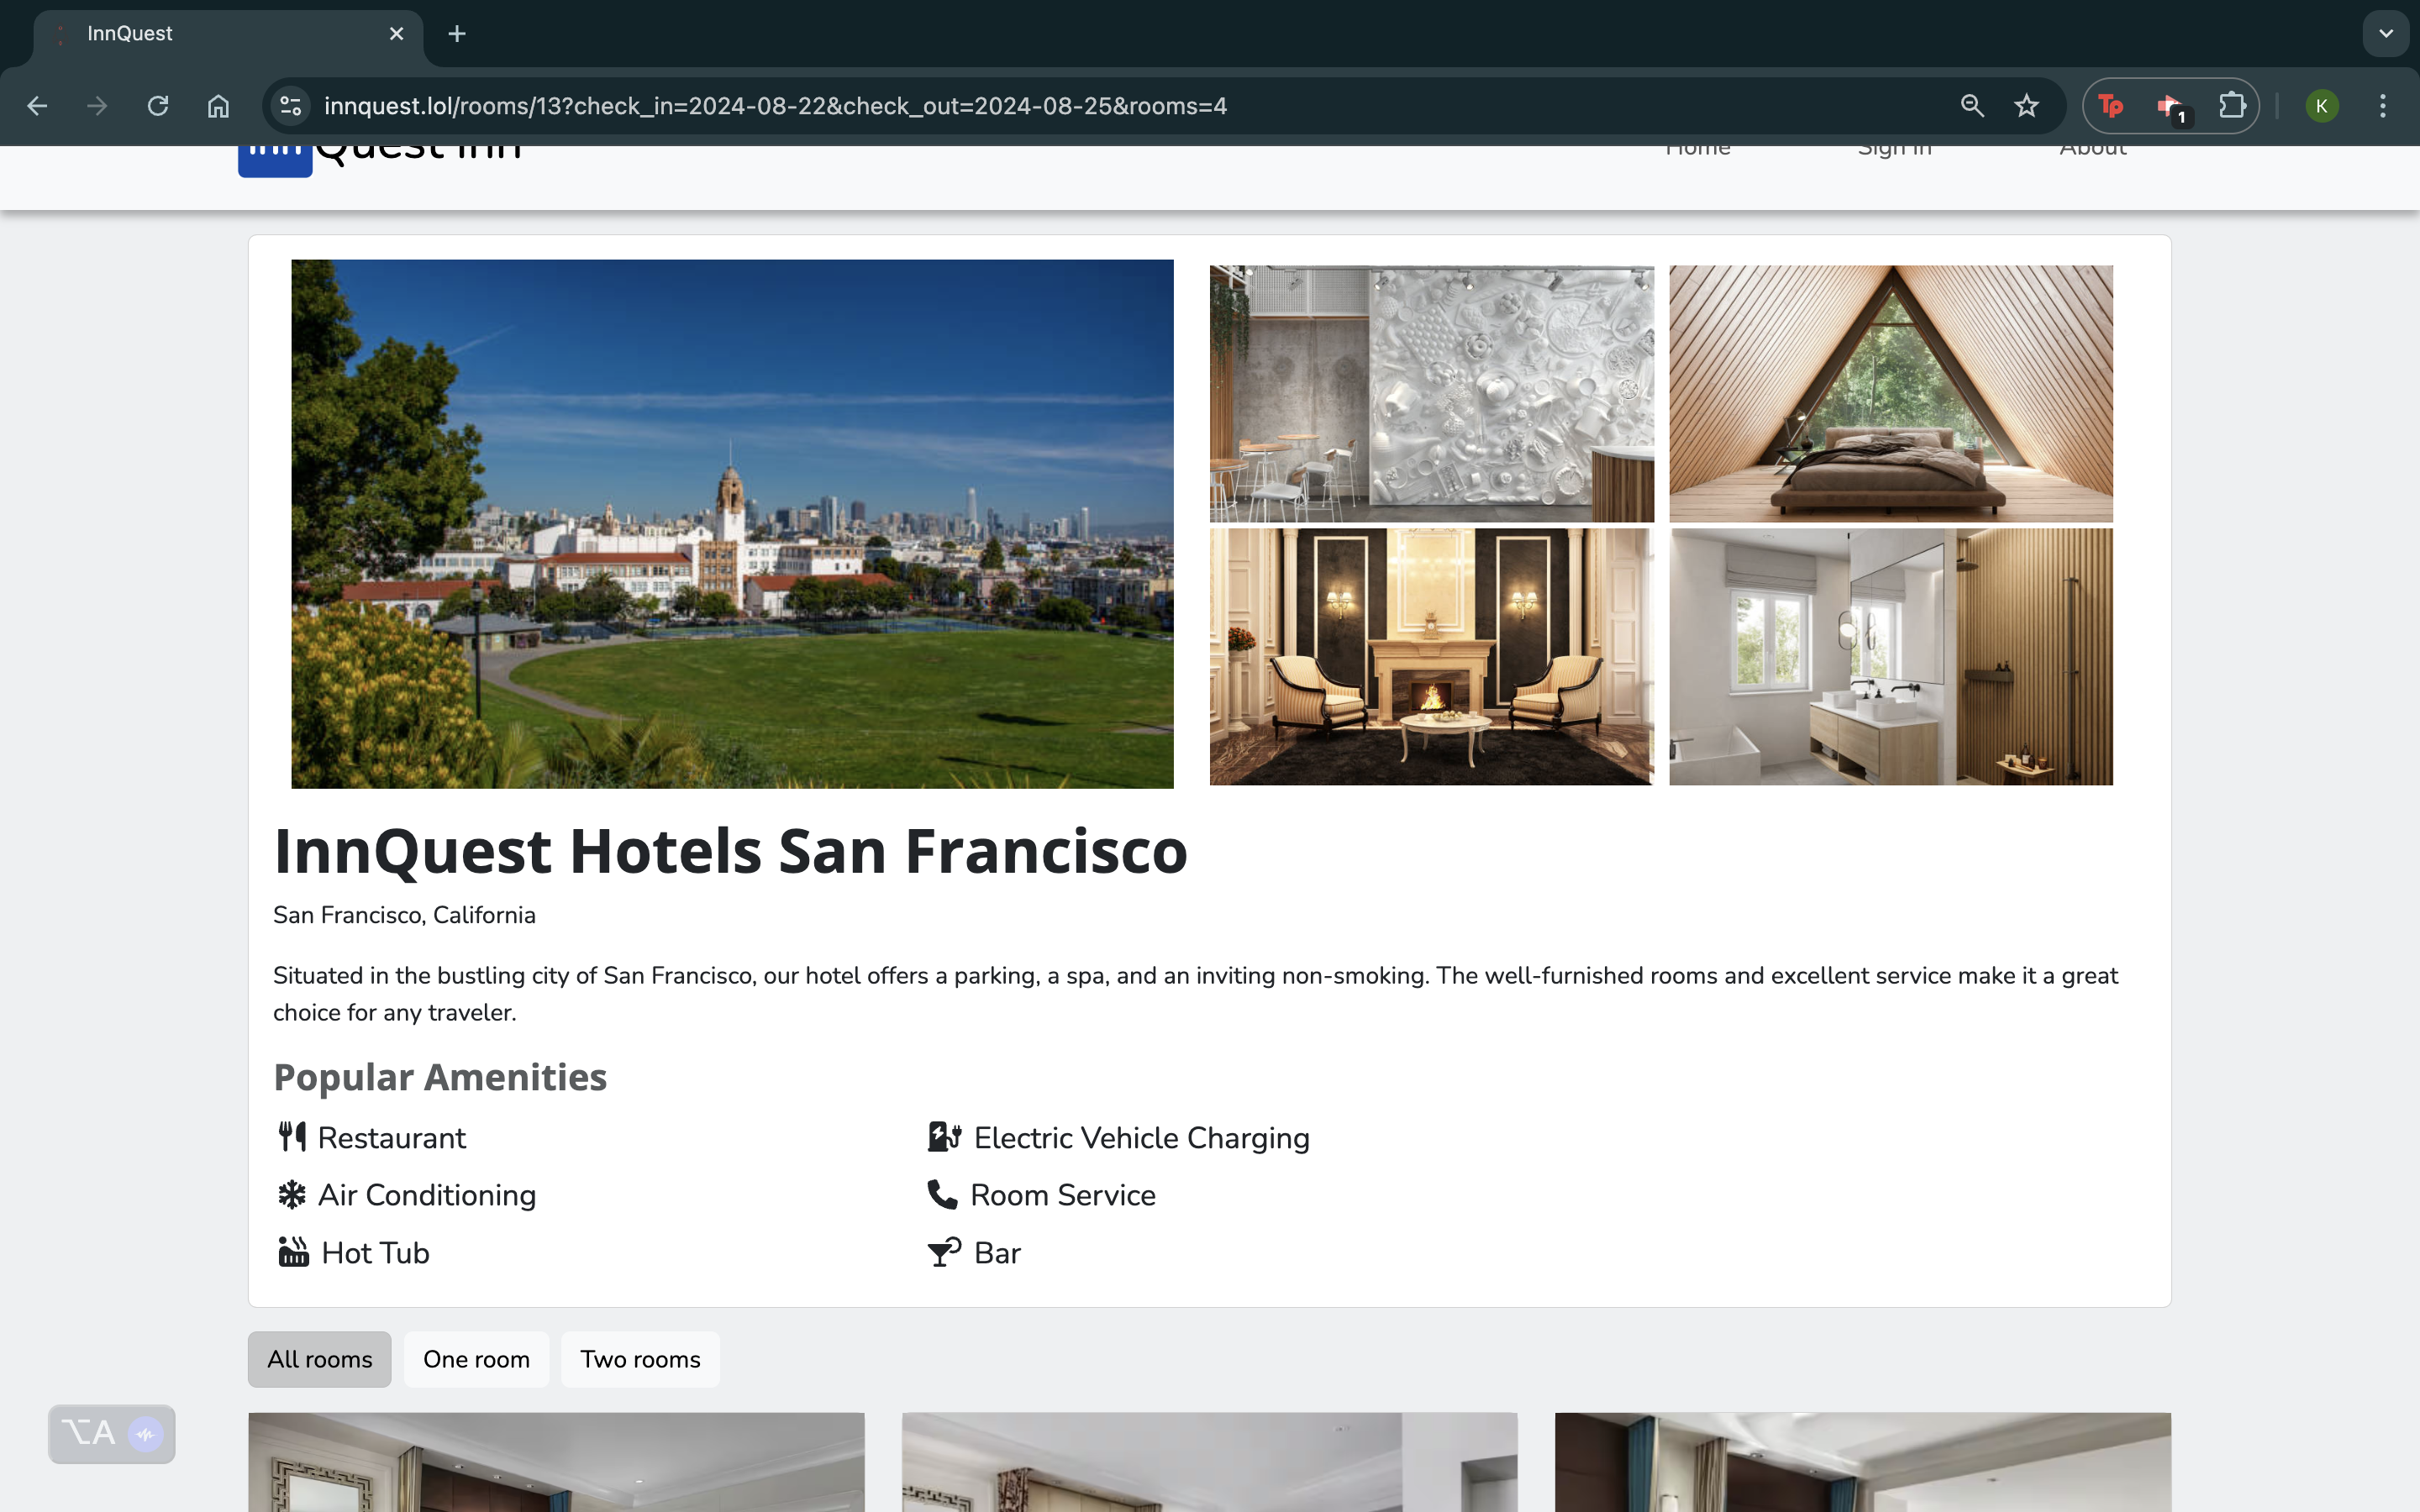 InnQuest
innquest.lol/rooms/13?check_in=2024-08-22&check_out=2024-08-25&rooms=4
Tp
1
K
Inn Quest Inn
Home
Sign In
About
InnQuest Hotels San Francisco
San Francisco, California
Situated in the bustling city of San Francisco, our hotel offers a parking, a spa, and an inviting non-smoking. The well-furnished rooms and excellent service make it a great
choice for any traveler.
Popular Amenities
Restaurant
Electric Vehicle Charging
Air Conditioning
Room Service
Hot Tub
Bar
All rooms
One room
Two rooms
⌥A